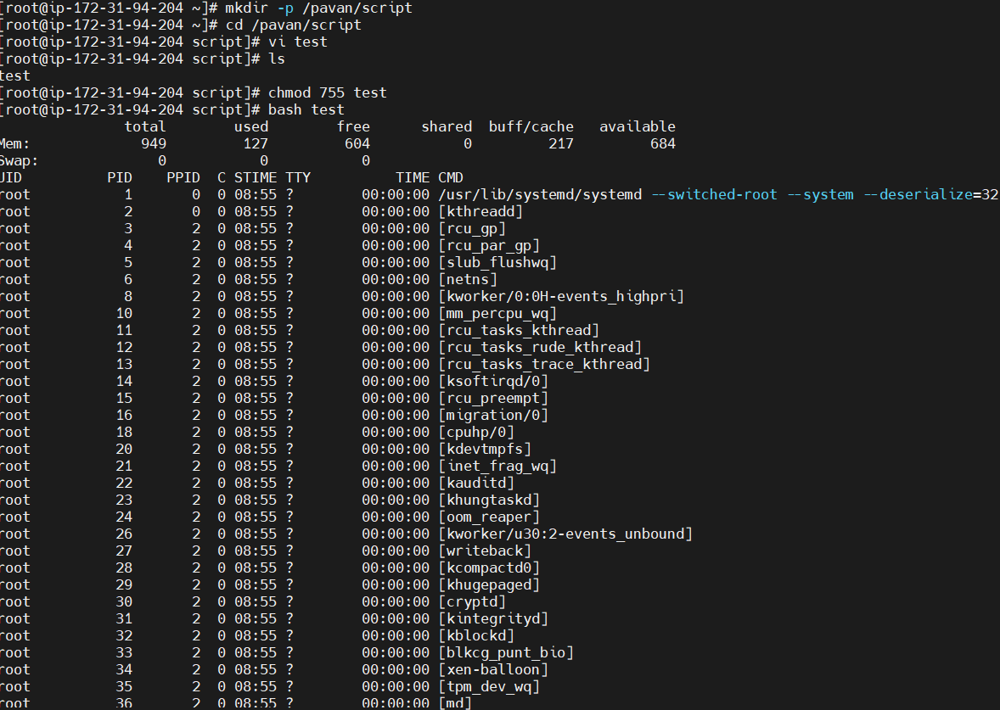 [root@ip-172-31-94-204 ~]# mkdir -p /pavan/script
[root@ip-172-31-94-204 ~]# cd /pavan/script
[root@ip-172-31-94-204 script]# vi test
[root@ip-172-31-94-204 script]# ls
test
[root@ip-172-31-94-204 script]# chmod 755 test
[root@ip-172-31-94-204 script]# bash test
total used free shared buff/cache available
Mem: 949 127 604 0 217 684
Swap: 0 0 0
UID PID PPID C STIME TTY TIME CMD
root 1 0 0 08:55 ? 00:00:00 /usr/lib/systemd/systemd --switched-root --system --deserialize=32
root 2 0 0 08:55 ? 00:00:00 [kthreadd]
root 3 2 0 08:55 ? 00:00:00 [rcu_gp]
root 4 2 0 08:55 ? 00:00:00 [rcu_par_gp]
root 5 2 0 08:55 ? 00:00:00 [slub_flushwq]
root 6 2 0 08:55 ? 00:00:00 [netns]
root 8 2 0 08:55 ? 00:00:00 [kworker/0:0H-events_highpri]
root 10 2 0 08:55 ? 00:00:00 [mm_percpu_wq]
root 11 2 0 08:55 ? 00:00:00 [rcu_tasks_kthread]
root 12 2 0 08:55 ? 00:00:00 [rcu_tasks_rude_kthread]
root 13 2 0 08:55 ? 00:00:00 [rcu_tasks_trace_kthread]
root 14 2 0 08:55 ? 00:00:00 [ksoftirqd/0]
root 15 2 0 08:55 ? 00:00:00 [rcu_preempt]
root 16 2 0 08:55 ? 00:00:00 [migration/0]
root 18 2 0 08:55 ? 00:00:00 [cpuhp/0]
root 20 2 0 08:55 ? 00:00:00 [kdevtmpfs]
root 21 2 0 08:55 ? 00:00:00 [inet_frag_wq]
root 22 2 0 08:55 ? 00:00:00 [kauditd]
root 23 2 0 08:55 ? 00:00:00 [khungtaskd]
root 24 2 0 08:55 ? 00:00:00 [oom_reaper]
root 26 2 0 08:55 ? 00:00:00 [kworker/u30:2-events_unbound]
root 27 2 0 08:55 ? 00:00:00 [writeback]
root 28 2 0 08:55 ? 00:00:00 [kcompactd0]
root 29 2 0 08:55 ? 00:00:00 [khugepaged]
root 30 2 0 08:55 ? 00:00:00 [cryptd]
root 31 2 0 08:55 ? 00:00:00 [kintegrityd]
root 32 2 0 08:55 ? 00:00:00 [kblockd]
root 33 2 0 08:55 ? 00:00:00 [blkcg_punt_bio]
root 34 2 0 08:55 ? 00:00:00 [xen-balloon]
root 35 2 0 08:55 ? 00:00:00 [tpm_dev_wq]
root 36 2 0 08:55 ? 00:00:00 [md]